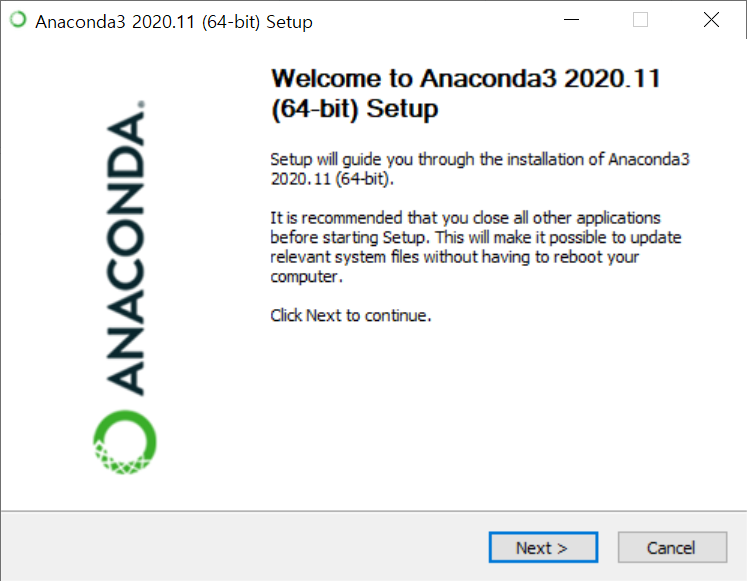 Anaconda3 2020.11 (64-bit) Setup
Welcome to Anaconda3 2020.11
(64-bit) Setup
Setup will guide you through the installation of Anaconda3
2020.11 (64-bit).
It is recommended that you close all other applications
before starting Setup. This will make it possible to update
relevant system files without having to reboot your
computer.
Click Next to continue.
ANACONDA.
Next >
Cancel